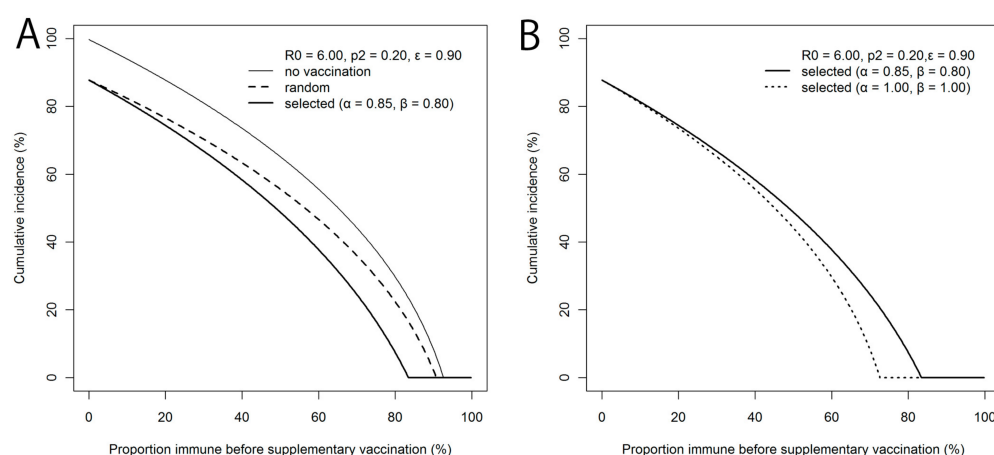 A
R0 = 6.00, p2 = 0.20, ε = 0.90
no vaccination
random
selected (α = 0.85, β = 0.80)
Cumulative incidence (%)
100
80
60
40
20
0
0 20 40 60 80 100
Proportion immune before supplementary vaccination (%)
B
R0 = 6.00, p2 = 0.20,ε = 0.90
selected (α = 0.85, β = 0.80)
selected (α = 1.00, β = 1.00)
Cumulative incidence (%)
100
80
60
40
20
0
0 20 40 60 80 100
Proportion immune before supplementary vaccination (%)